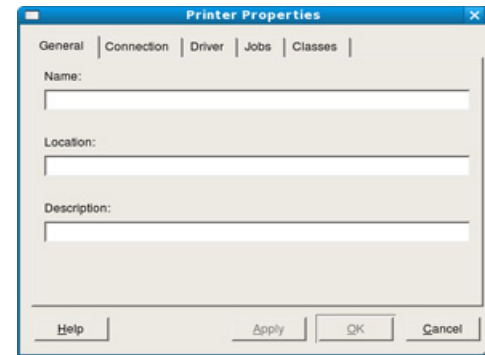 Printer Properties
General Connection Driver Jobs Classes
Name:
Location:
Description:
Help Apply OK Cancel